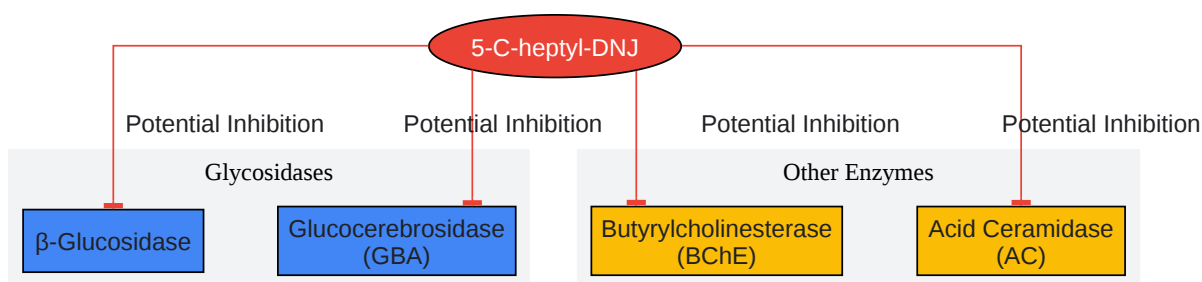 5-C-heptyl-DNJ
Potential Inhibition
Potential Inhibition
Potential Inhibition
Potential Inhibition
Glycosidases
Other Enzymes
β-Glucosidase
Glucocerebrosidase
(GBA)
Butyrylcholinesterase
(BChE)
Acid Ceramidase
(AC)